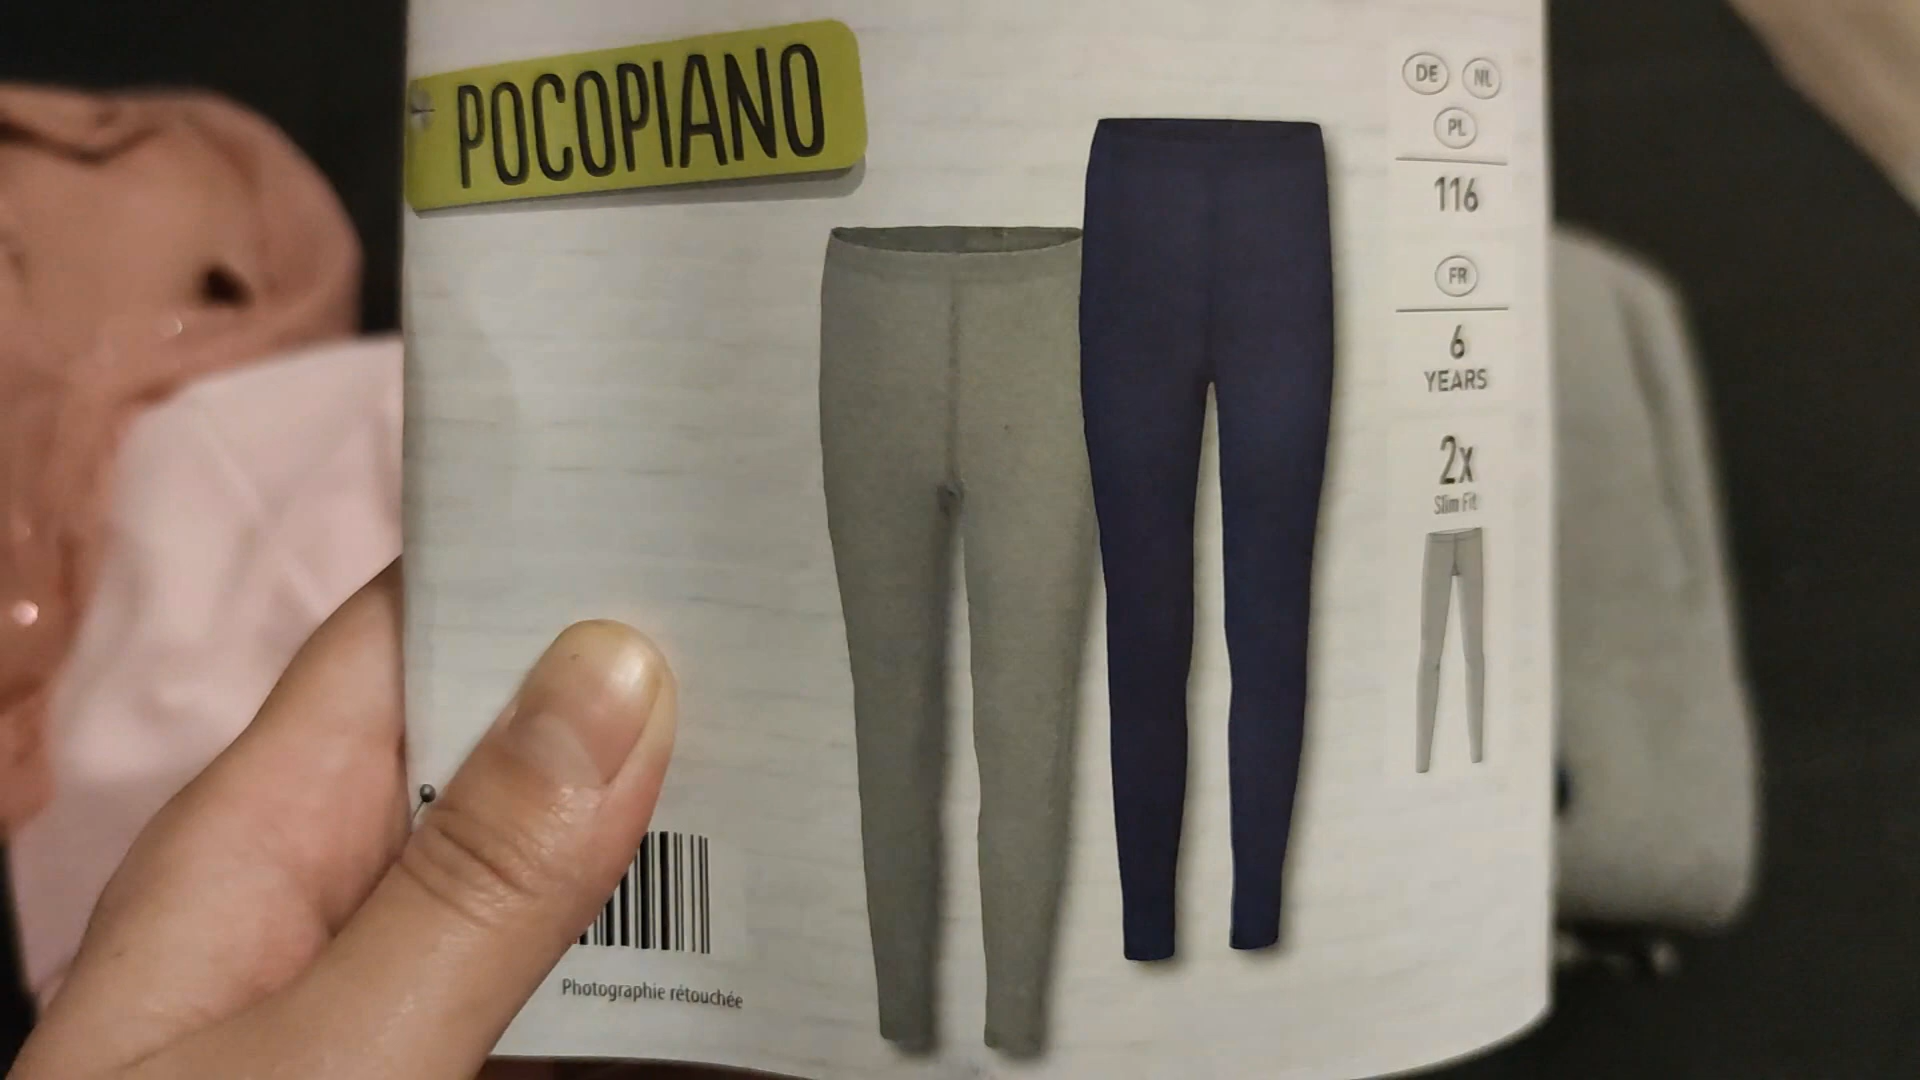 POCOPIANO
DE NL
PL
116
FR
6
YEARS
2x
Slim Fit
Photographie rétouchée